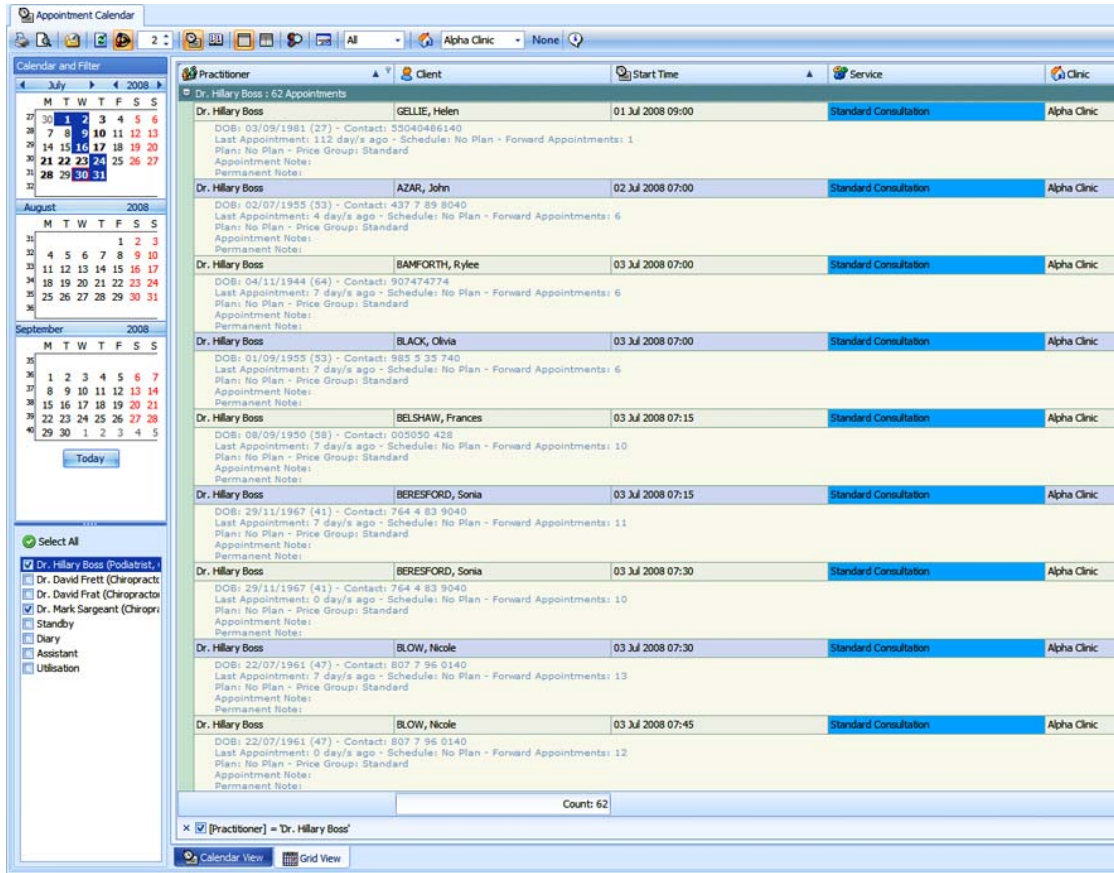 Appointment Calendar
2 All Alpha Clinic None
Calendar and Filter
July 2008
M T W T F S S
27 30 1 2 3 4 5 6
28 7 8 9 10 11 12 13
29 14 15 16 17 18 19 20
30 21 22 23 24 25 26 27
31 28 29 30 31
32
August 2008
M T W T F S S
31 1 2 3
32 4 5 6 7 8 9 10
33 11 12 13 14 15 16 17
34 18 19 20 21 22 23 24
35 25 26 27 28 29 30 31
36
September 2008
M T W T F S S
35
36 1 2 3 4 5 6 7
37 8 9 10 11 12 13 14
38 15 16 17 18 19 20 21
39 22 23 24 25 26 27 28
40 29 30 1 2 3 4 5
Today
Select All
Dr. Hillary Boss (Podiatrist,
Dr. David Frett (Chiropractc
Dr. David Frat (Chiropractor
Dr. Mark Sargeant (Chiropra
Standby
Diary
Assistant
Utilisation
Practitioner Client Start Time Service Clinic
Dr. Hillary Boss : 62 Appointments
Dr. Hillary Boss GELLIE, Helen 01 Jul 2008 09:00 Standard Consultation Alpha Clinic
DOB: 03/09/1981 (27) - Contact: 55040486140
Last Appointment: 112 day/s ago - Schedule: No Plan - Forward Appointments: 1
Plan: No Plan - Price Group: Standard
Appointment Note:
Permanent Note:
Dr. Hillary Boss AZAR, John 02 Jul 2008 07:00 Standard Consultation Alpha Clinic
DOB: 02/07/1955 (53) - Contact: 437 7 89 8040
Last Appointment: 4 day/s ago - Schedule: No Plan - Forward Appointments: 6
Plan: No Plan - Price Group: Standard
Appointment Note:
Permanent Note:
Dr. Hillary Boss BAMFORTH, Rylee 03 Jul 2008 07:00 Standard Consultation Alpha Clinic
DOB: 04/11/1944 (64) - Contact: 907474774
Last Appointment: 7 day/s ago - Schedule: No Plan - Forward Appointments: 6
Plan: No Plan - Price Group: Standard
Appointment Note:
Permanent Note:
Dr. Hillary Boss BLACK, Olivia 03 Jul 2008 07:00 Standard Consultation Alpha Clinic
DOB: 01/09/1955 (53) - Contact: 985 5 35 740
Last Appointment: 7 day/s ago - Schedule: No Plan - Forward Appointments: 6
Plan: No Plan - Price Group: Standard
Appointment Note:
Permanent Note:
Dr. Hillary Boss BELSHAW, Frances 03 Jul 2008 07:15 Standard Consultation Alpha Clinic
DOB: 08/09/1950 (58) - Contact: 005050 428
Last Appointment: 7 day/s ago - Schedule: No Plan - Forward Appointments: 10
Plan: No Plan - Price Group: Standard
Appointment Note:
Permanent Note:
Dr. Hillary Boss BERESFORD, Sonia 03 Jul 2008 07:15 Standard Consultation Alpha Clinic
DOB: 29/11/1967 (41) - Contact: 764 4 83 9040
Last Appointment: 7 day/s ago - Schedule: No Plan - Forward Appointments: 11
Plan: No Plan - Price Group: Standard
Appointment Note:
Permanent Note:
Dr. Hillary Boss BERESFORD, Sonia 03 Jul 2008 07:30 Standard Consultation Alpha Clinic
DOB: 29/11/1967 (41) - Contact: 764 4 83 9040
Last Appointment: 0 day/s ago - Schedule: No Plan - Forward Appointments: 10
Plan: No Plan - Price Group: Standard
Appointment Note:
Permanent Note:
Dr. Hillary Boss BLOW, Nicole 03 Jul 2008 07:30 Standard Consultation Alpha Clinic
DOB: 22/07/1961 (47) - Contact: 807 7 96 0140
Last Appointment: 7 day/s ago - Schedule: No Plan - Forward Appointments: 13
Plan: No Plan - Price Group: Standard
Appointment Note:
Permanent Note:
Dr. Hillary Boss BLOW, Nicole 03 Jul 2008 07:45 Standard Consultation Alpha Clinic
DOB: 22/07/1961 (47) - Contact: 807 7 96 0140
Last Appointment: 0 day/s ago - Schedule: No Plan - Forward Appointments: 12
Plan: No Plan - Price Group: Standard
Appointment Note:
Permanent Note:
Count: 62
[Practitioner] = 'Dr. Hillary Boss'
Calendar View Grid View